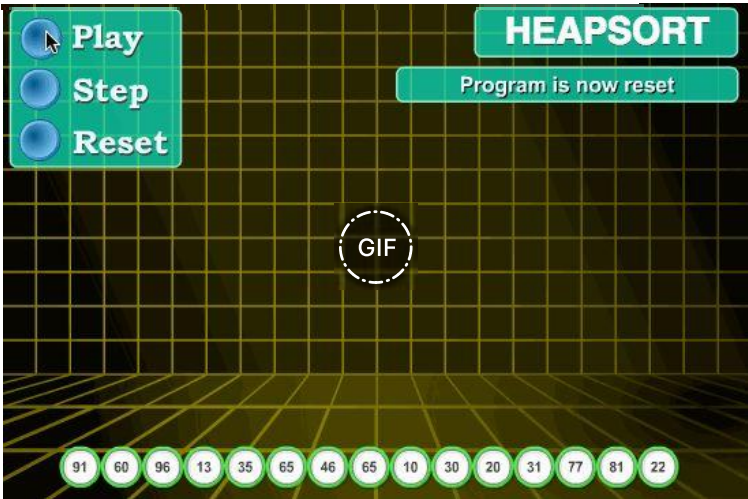 Play
Step
Reset
HEAPSORT
Program is now reset
GIF
91 60 96 13 35 65 46 65 10 30 20 31 77 81 22